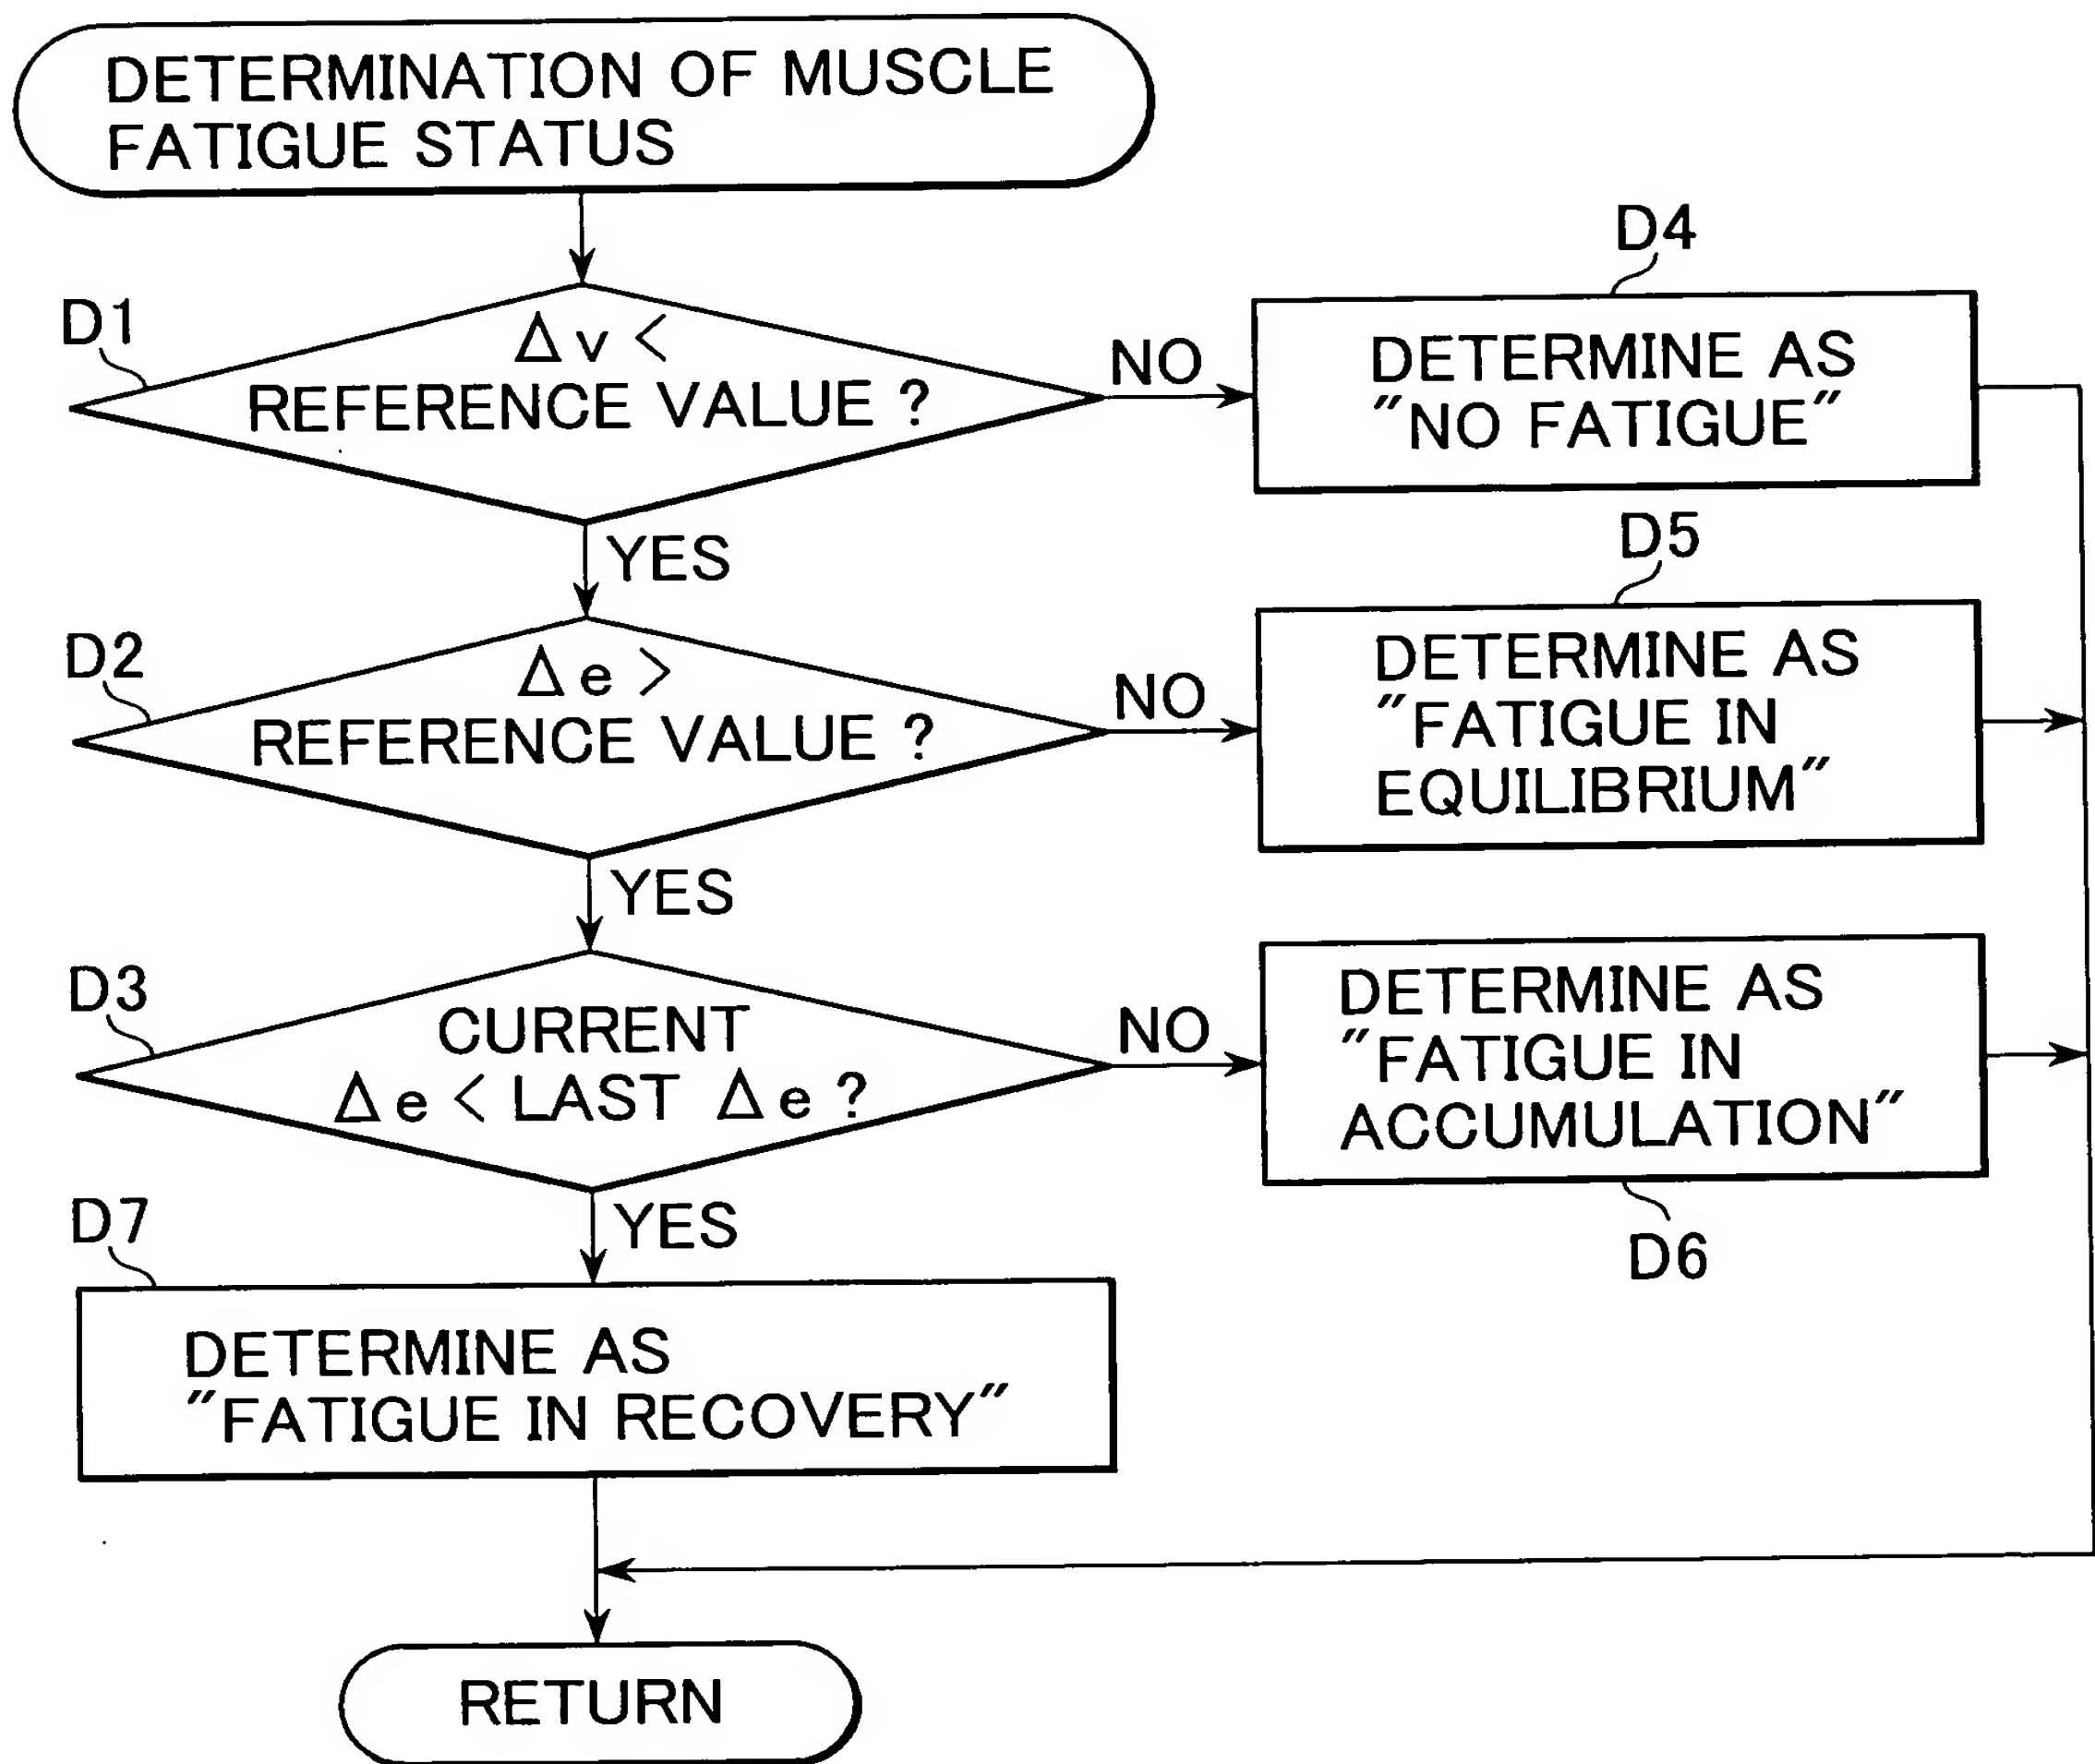 DETERMINATION OF MUSCLE
FATIGUE STATUS
D1
Δv <
REFERENCE VALUE ?
NO
D4
DETERMINE AS
"NO FATIGUE"
YES
D2
Δe >
REFERENCE VALUE ?
NO
D5
DETERMINE AS
"FATIGUE IN
EQUILIBRIUM"
YES
D3
CURRENT
Δe < LAST Δe ?
NO
DETERMINE AS
"FATIGUE IN
ACCUMULATION"
D6
YES
D7
DETERMINE AS
"FATIGUE IN RECOVERY"
RETURN